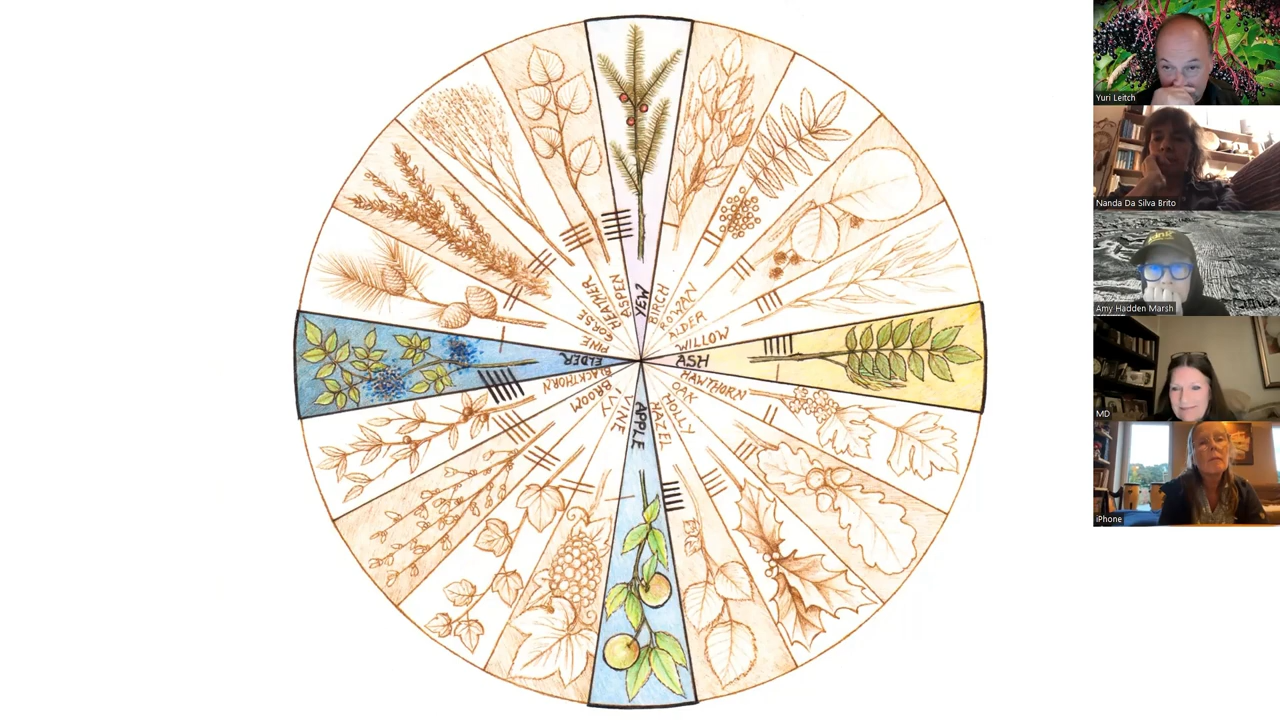 YEW
BIRCH
ROWAN
ALDER
WILLOW
ASH
HAWTHORN
OAK
HOLLY
HAZEL
APPLE
VINE
IVY
BROOM
BLACKTHORN
ELDER
PINE
GORSE
HEATHER
ASPEN
Yuri Leitch
Nanda Da Silva Brito
Amy Hadden Marsh
MD
iPhone